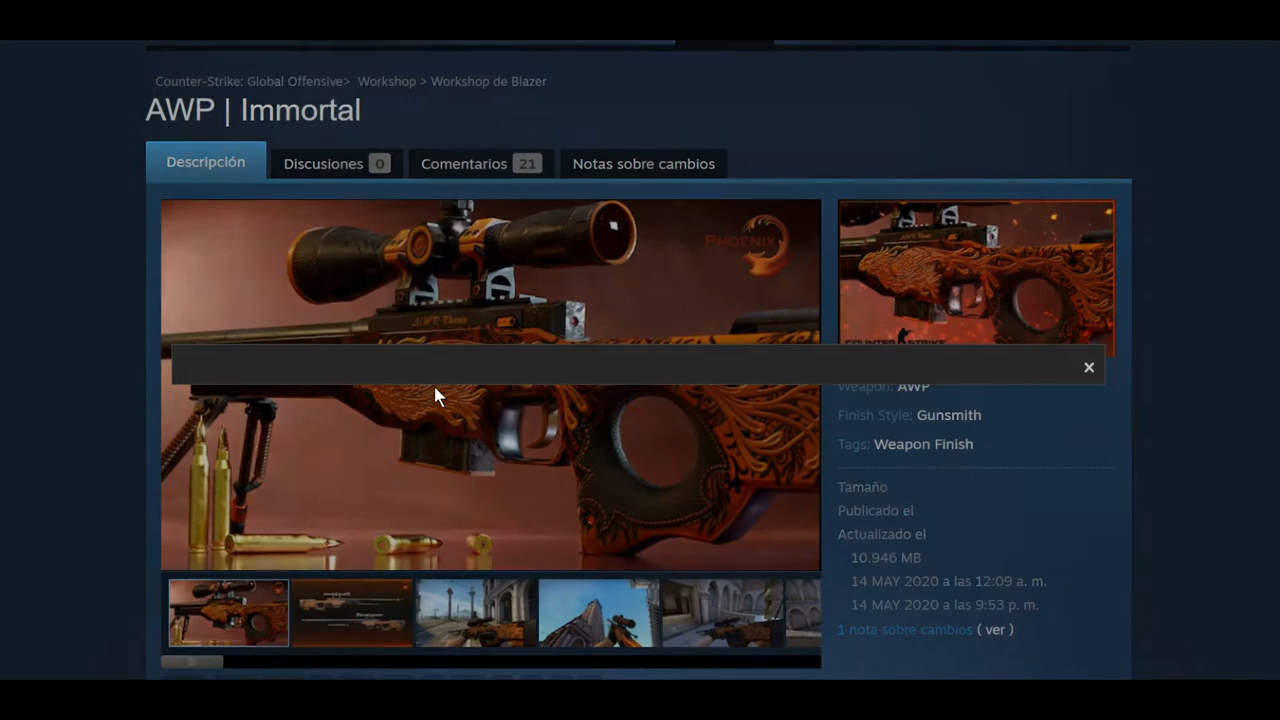 Counter-Strike: Global Offensive> Workshop > Workshop de Blazer
AWP | Immortal
Descripción
Discusiones 0
Comentarios 21
Notas sobre cambios
PHOENIX
COUNTER STRIKE
Weapon: AWP
Finish Style: Gunsmith
Tags: Weapon Finish
Tamaño
Publicado el
Actualizado el
10.946 MB
14 MAY 2020 a las 12:09 a. m.
14 MAY 2020 a las 9:53 p. m.
1 nota sobre cambios ( ver )